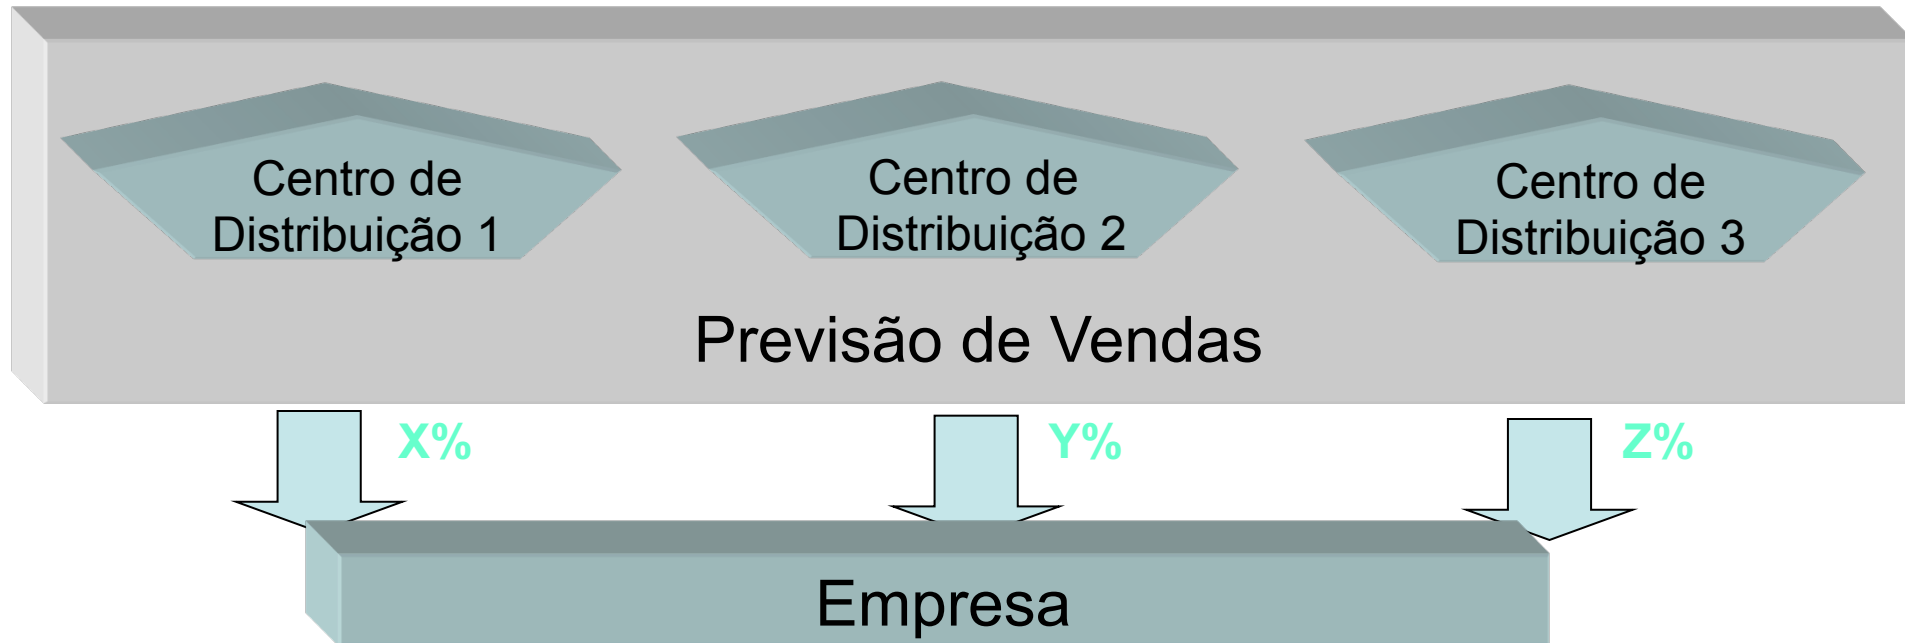 Centro de
Distribuição 1
Centro de
Distribuição 2
Centro de
Distribuição 3
Previsão de Vendas
X%
Y%
Z%
Empresa